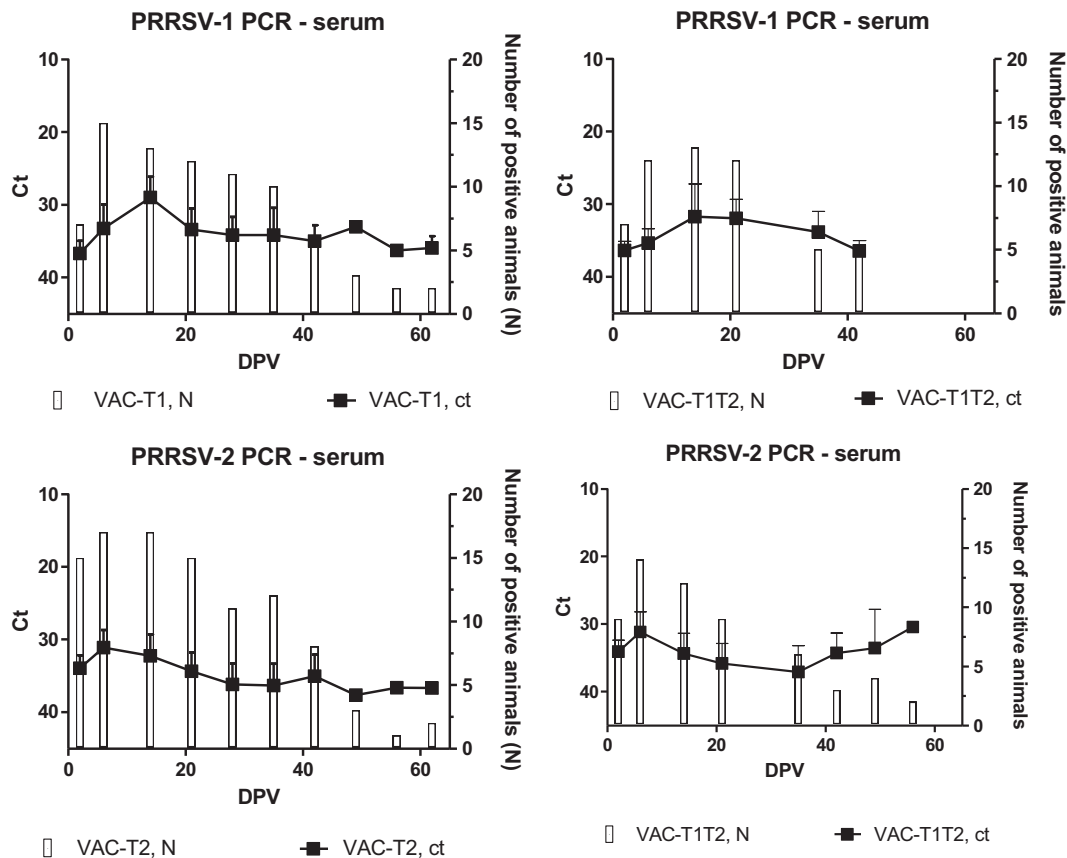 PRRSV-1 PCR - serum
10
20
30
40
Ct
20
15
10
5
0
Number of positive animals (N)
0
20
40
60
DPV
VAC-T1, N
VAC-T1, ct
PRRSV-1 PCR - serum
10
20
30
40
Ct
20
15
10
5
0
Number of positive animals
0
20
40
60
DPV
VAC-T1T2, N
VAC-T1T2, ct
PRRSV-2 PCR - serum
10
20
30
40
Ct
20
15
10
5
0
Number of positive animals (N)
0
20
40
60
DPV
VAC-T2, N
VAC-T2, ct
PRRSV-2 PCR - serum
10
20
30
40
Ct
20
15
10
5
0
Number of positive animals
0
20
40
60
DPV
VAC-T1T2, N
VAC-T1T2, ct